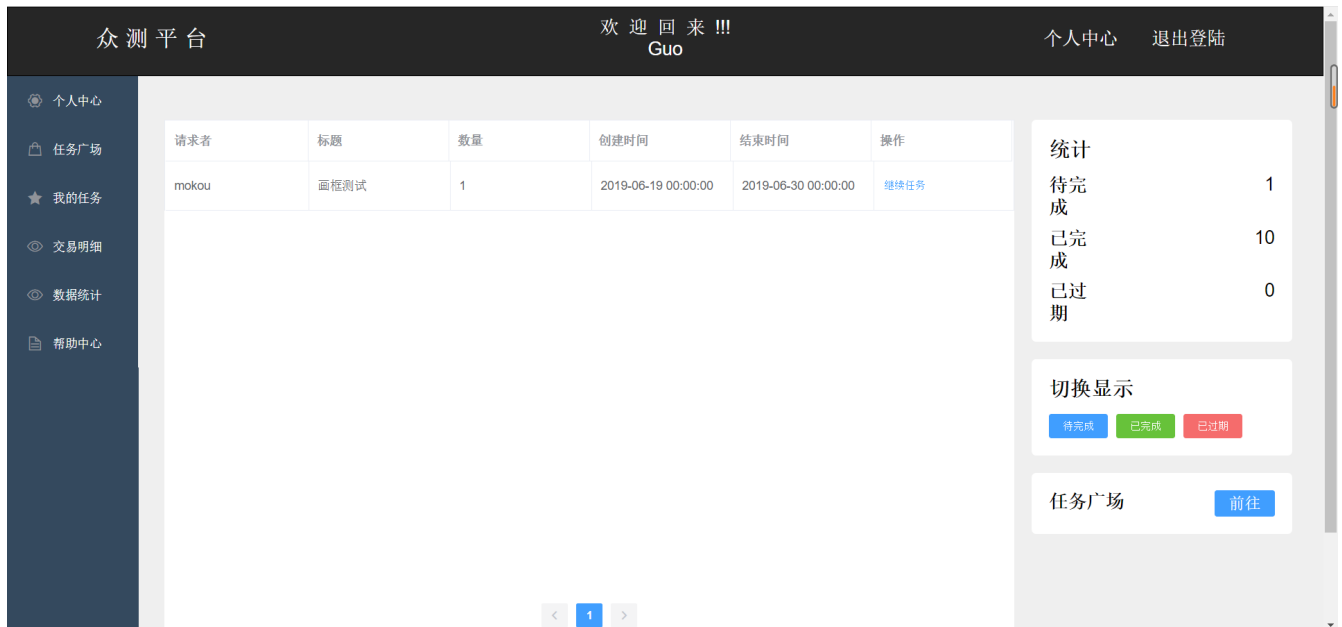 众测平台
欢迎回来!!!
Guo
个人中心 退出登陆
个人中心
任务广场
我的任务
交易明细
数据统计
帮助中心
请求者 标题 数量 创建时间 结束时间 操作
mokou 画框测试 1 2019-06-19 00:00:00 2019-06-30 00:00:00 继续任务
统计
待完
成 1
已完
成 10
已过
期 0
切换显示
待完成 已完成 已过期
任务广场 前往
< 1 >